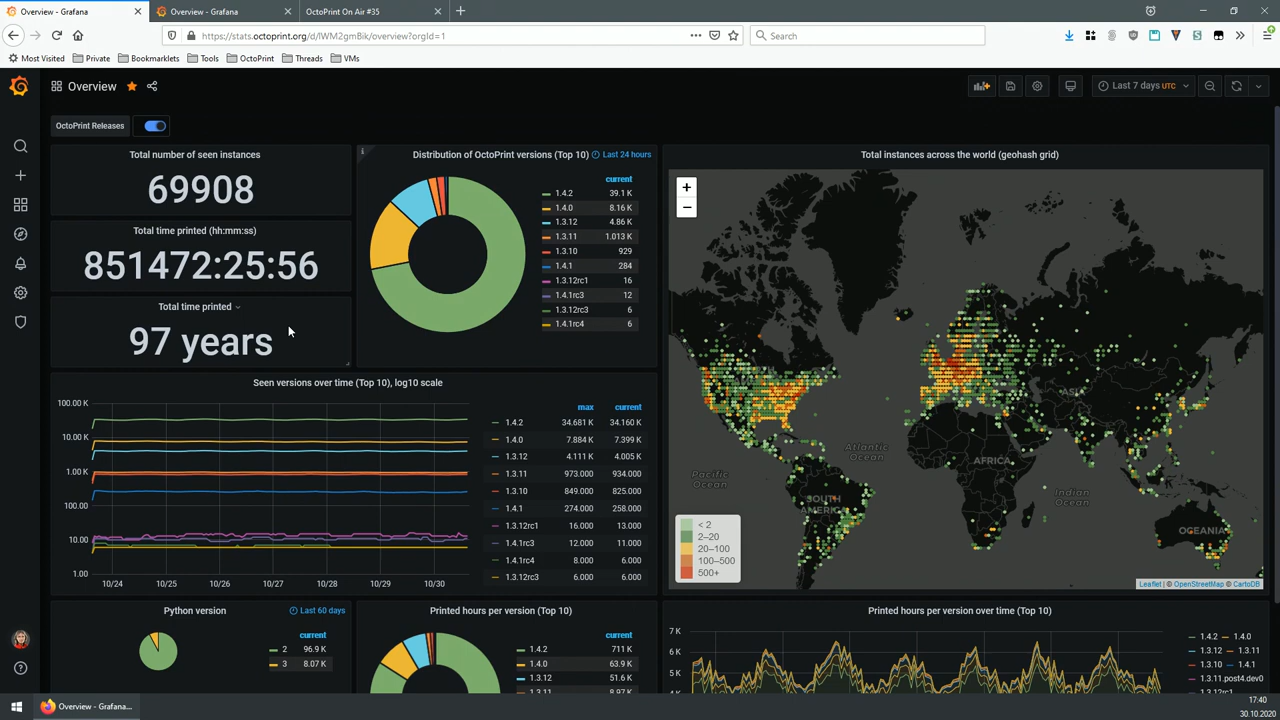 Overview - Grafana
Overview - Grafana
OctoPrint On Air #35
https://stats.octoprint.org/d/IWM2gmBik/overview?orgId=1
Search
Most Visited
Private
Bookmarklets
Tools
OctoPrint
Threads
VMs
Overview
Last 7 days UTC
OctoPrint Releases
Total number of seen instances
69908
Total time printed (hh:mm:ss)
851472:25:56
Total time printed
97 years
Distribution of OctoPrint versions (Top 10) Last 24 hours
current
1.4.2 39.1 K
1.4.0 8.16 K
1.3.12 4.86 K
1.3.11 1.013 K
1.3.10 929
1.4.1 284
1.3.12rc1 16
1.4.1rc3 12
1.3.12rc3 6
1.4.1rc4 6
Total instances across the world (geohash grid)
+
−
ASIA
Atlantic
Ocean
AFRICA
Pacific
Ocean
Indian
Ocean
SOUTH
AMERICA
OCEANIA
< 2
2–20
20–100
100–500
500+
Leaflet | © OpenStreetMap © CartoDB
Seen versions over time (Top 10), log10 scale
100.00 K
10.00 K
1.00 K
100.00
10.00
1.00
10/24 10/25 10/26 10/27 10/28 10/29 10/30
max current
1.4.2 34.681 K 34.160 K
1.4.0 7.884 K 7.399 K
1.3.12 4.111 K 4.005 K
1.3.11 973.000 934.000
1.3.10 849.000 825.000
1.4.1 274.000 258.000
1.3.12rc1 16.000 13.000
1.4.1rc3 12.000 11.000
1.4.1rc4 8.000 6.000
1.3.12rc3 6.000 6.000
Python version Last 60 days
current
2 96.9 K
3 8.07 K
Printed hours per version (Top 10)
current
1.4.2 711 K
1.4.0 63.9 K
1.3.12 51.6 K
1.3.11 8.97 K
Printed hours per version over time (Top 10)
7 K
6 K
5 K
4 K
1.4.2 1.4.0
1.3.12 1.3.11
1.3.10 1.4.1
1.3.11.post4.dev0
1.3.12rc1
Overview - Grafana...
17:40
30.10.2020